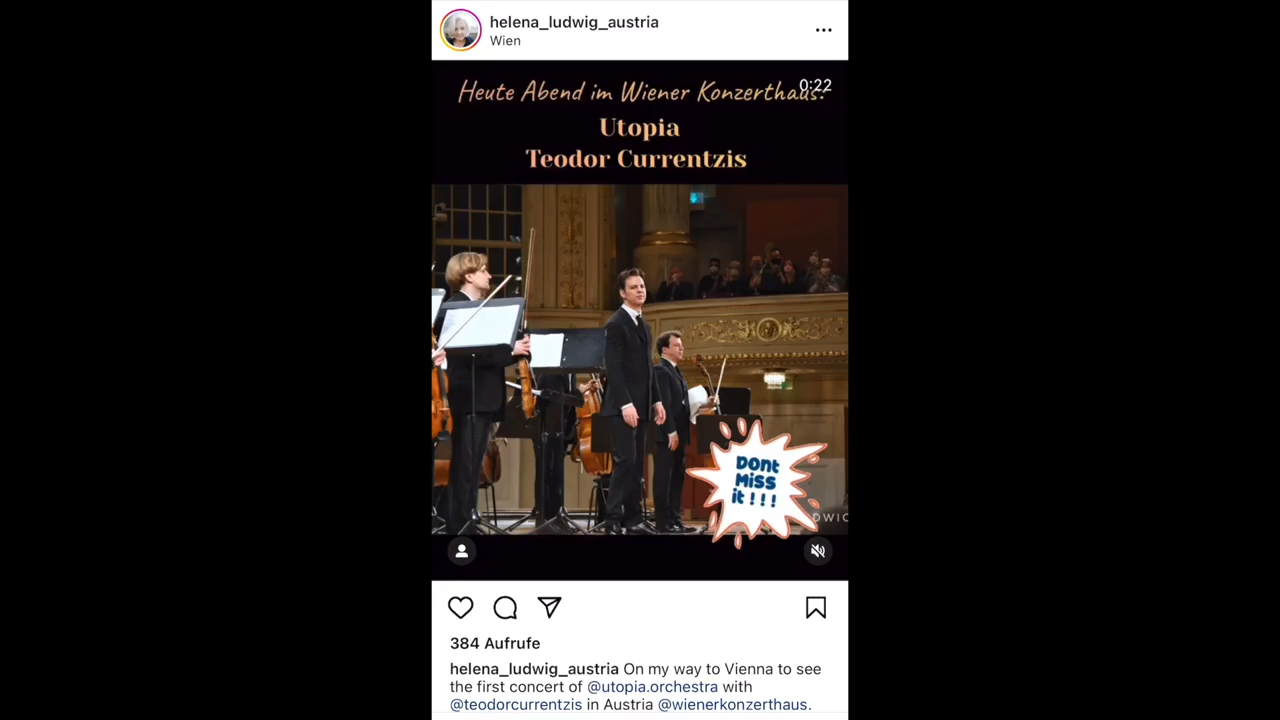 helena_ludwig_austria
Wien
0:22
Heute Abend im Wiener Konzerthaus:
Utopia
Teodor Currentzis
DONT
MISS
it ! ! !
DWIG
384 Aufrufe
helena_ludwig_austria On my way to Vienna to see
the first concert of @utopia.orchestra with
@teodorcurrentzis in Austria @wienerkonzerthaus.